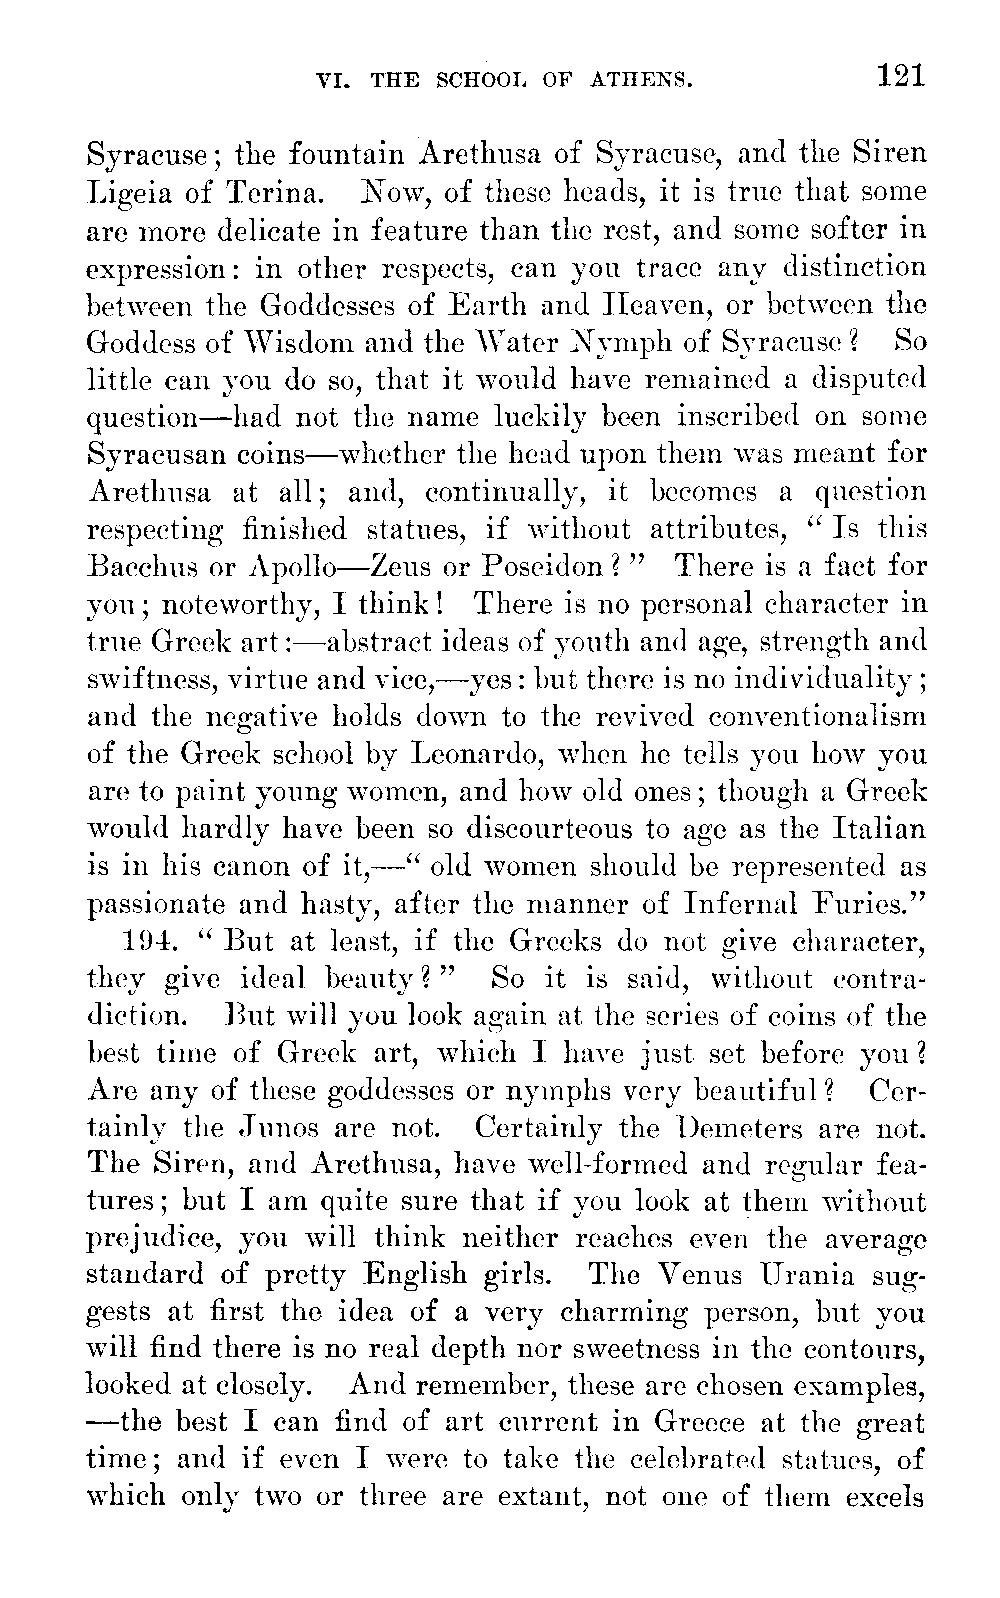 VI. THE SCHOOL OF ATHENS. 121
Syracuse; the fountain Arethusa of Syracuse, and the Siren
Ligeia of Terina. Now, of these heads, it is true that some
are more delicate in feature than the rest, and some softer in
expression: in other respects, can you trace any distinction
between the Goddesses of Earth and Heaven, or between the
Goddess of Wisdom and the Water Nymph of Syracuse? So
little can you do so, that it would have remained a disputed
question—had not the name luckily been inscribed on some
Syracusan coins—whether the head upon them was meant for
Arethusa at all; and, continually, it becomes a question
respecting finished statues, if without attributes, “Is this
Bacchus or Apollo—Zeus or Poseidon?” There is a fact for
you; noteworthy, I think! There is no personal character in
true Greek art:—abstract ideas of youth and age, strength and
swiftness, virtue and vice,—yes: but there is no individuality;
and the negative holds down to the revived conventionalism
of the Greek school by Leonardo, when he tells you how you
are to paint young women, and how old ones; though a Greek
would hardly have been so discourteous to age as the Italian
is in his canon of it,—“old women should be represented as
passionate and hasty, after the manner of Infernal Furies.”
194. “But at least, if the Greeks do not give character,
they give ideal beauty?” So it is said, without contra-
diction. But will you look again at the series of coins of the
best time of Greek art, which I have just set before you?
Are any of these goddesses or nymphs very beautiful? Cer-
tainly the Junos are not. Certainly the Demeters are not.
The Siren, and Arethusa, have well-formed and regular fea-
tures; but I am quite sure that if you look at them without
prejudice, you will think neither reaches even the average
standard of pretty English girls. The Venus Urania sug-
gests at first the idea of a very charming person, but you
will find there is no real depth nor sweetness in the contours,
looked at closely. And remember, these are chosen examples,
—the best I can find of art current in Greece at the great
time; and if even I were to take the celebrated statues, of
which only two or three are extant, not one of them excels